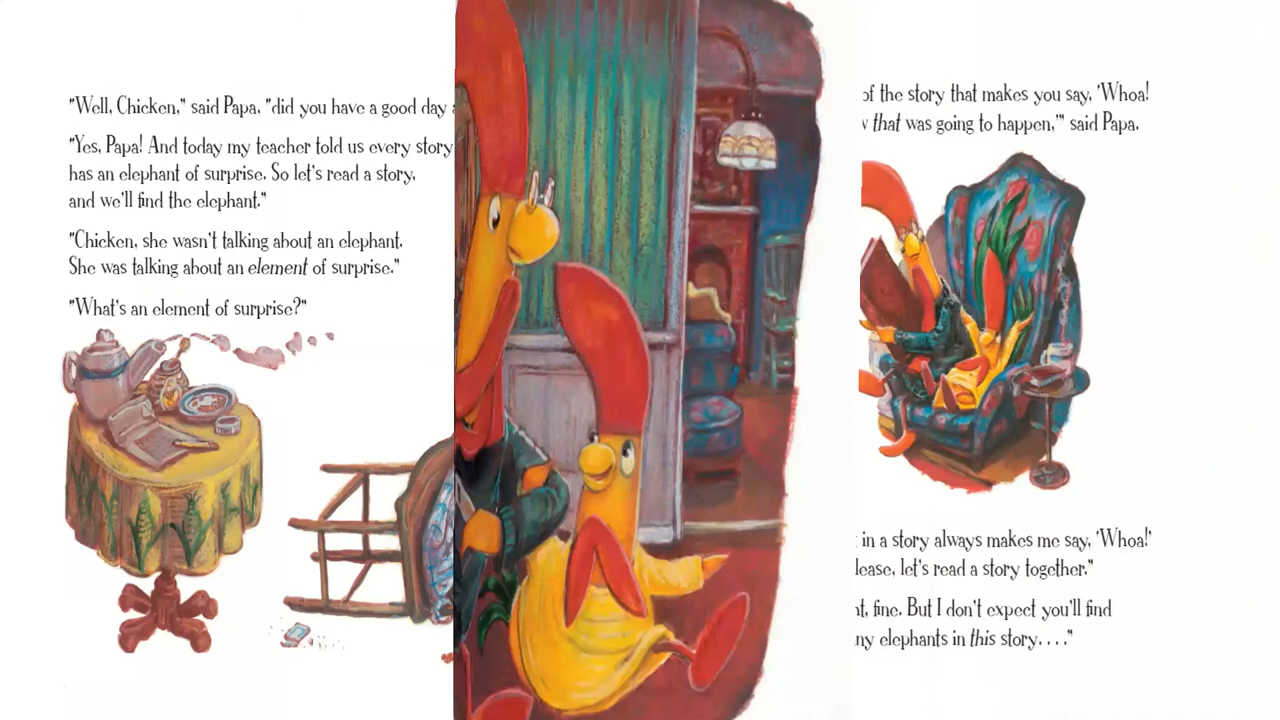 "Well, Chicken," said Papa, "did you have a good day
"Yes, Papa! And today my teacher told us every story
has an elephant of surprise. So let's read a story,
and we'll find the elephant."
"Chicken, she wasn't talking about an elephant.
She was talking about an element of surprise."
"What's an element of surprise?"
of the story that makes you say, 'Whoa!
that was going to happen,'" said Papa.
in a story always makes me say, 'Whoa!'
let's read a story together."
fine. But I don't expect you'll find
elephants in this story. . . ."